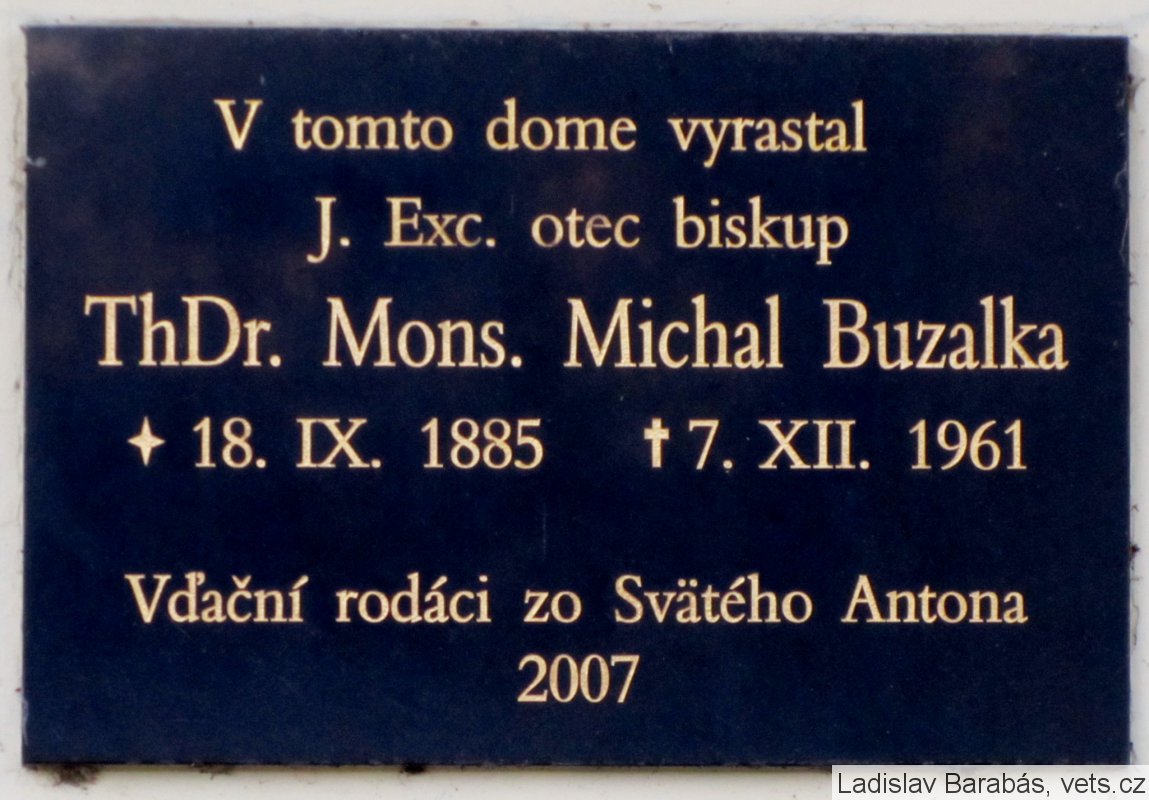 V tomto dome vyrastal
J. Exc. otec biskup
ThDr. Mons. Michal Buzalka
✦ 18. IX. 1885 ✝ 7. XII. 1961
Vďační rodáci zo Svätého Antona
2007
Ladislav Barabás, vets.cz